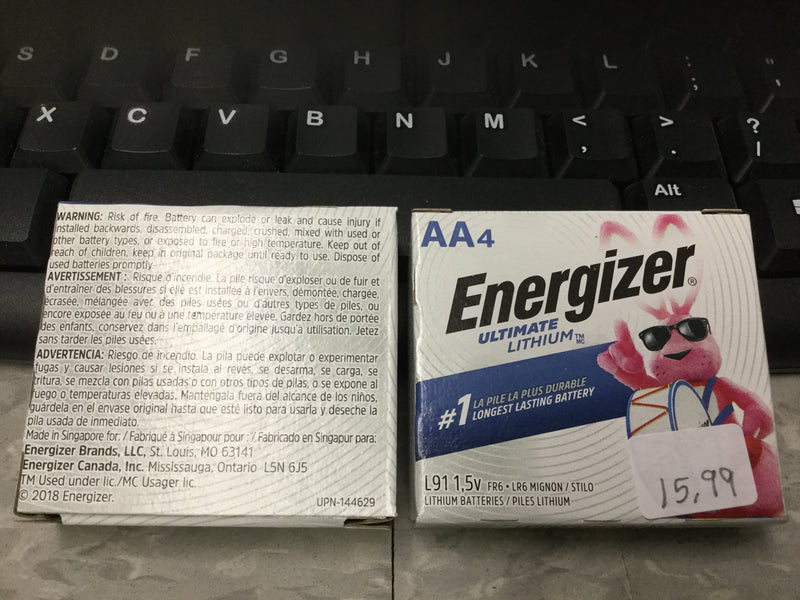 S D F G H J K L : ; " '
X C V B N M < , > . ? /
Alt
WARNING: Risk of fire. Battery can explode or leak and cause injury if
installed backwards, disassembled, charged, crushed, mixed with used or
other battery types, or exposed to fire or high temperature. Keep out of
reach of children, keep in original package until ready to use. Dispose of
used batteries promptly.
AVERTISSEMENT : Risque d'incendie. La pile risque d'exploser ou de fuir et
d'entraîner des blessures si elle est installée à l'envers, démontée, chargée,
écrasée, mélangée avec des piles usées ou d'autres types de piles, ou
encore exposée au feu ou à une température élevée. Gardez hors de portée
des enfants, conservez dans l'emballage d'origine jusqu'à utilisation. Jetez
sans tarder les piles usées.
ADVERTENCIA: Riesgo de incendio. La pila puede explotar o experimentar
fugas y causar lesiones si se instala al revés, se desarma, se carga, se
tritura, se mezcla con pilas usadas o con otros tipos de pilas, o se expone al
fuego o temperaturas elevadas. Manténgala fuera del alcance de los niños,
guárdela en el envase original hasta que esté listo para usarla y deseche la
pila usada de inmediato.
Made in Singapore for: / Fabriqué à Singapour pour : / Fabricado en Singapur para:
Energizer Brands, LLC, St. Louis, MO 63141
Energizer Canada, Inc. Mississauga, Ontario L5N 6J5
TM Used under lic./MC Usager lic.
© 2018 Energizer.
UPN-144629
AA4
Energizer®
ULTIMATE
LITHIUM TM MC
#1 LA PILE LA PLUS DURABLE
LONGEST LASTING BATTERY
L91 1,5V FR6 • LR6 MIGNON / STILO
LITHIUM BATTERIES / PILES LITHIUM
15,99